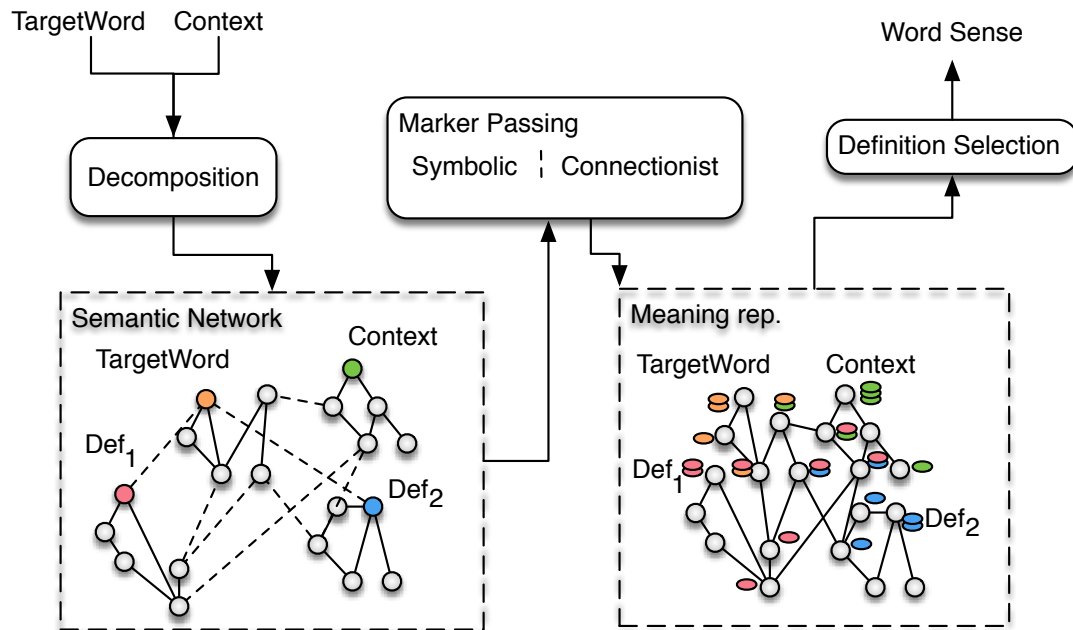 TargetWord Context
Decomposition
Semantic Network
TargetWord
Context
Def1
Def2
Marker Passing
Symbolic Connectionist
Meaning rep.
TargetWord Context
Def1
Def2
Definition Selection
Word Sense